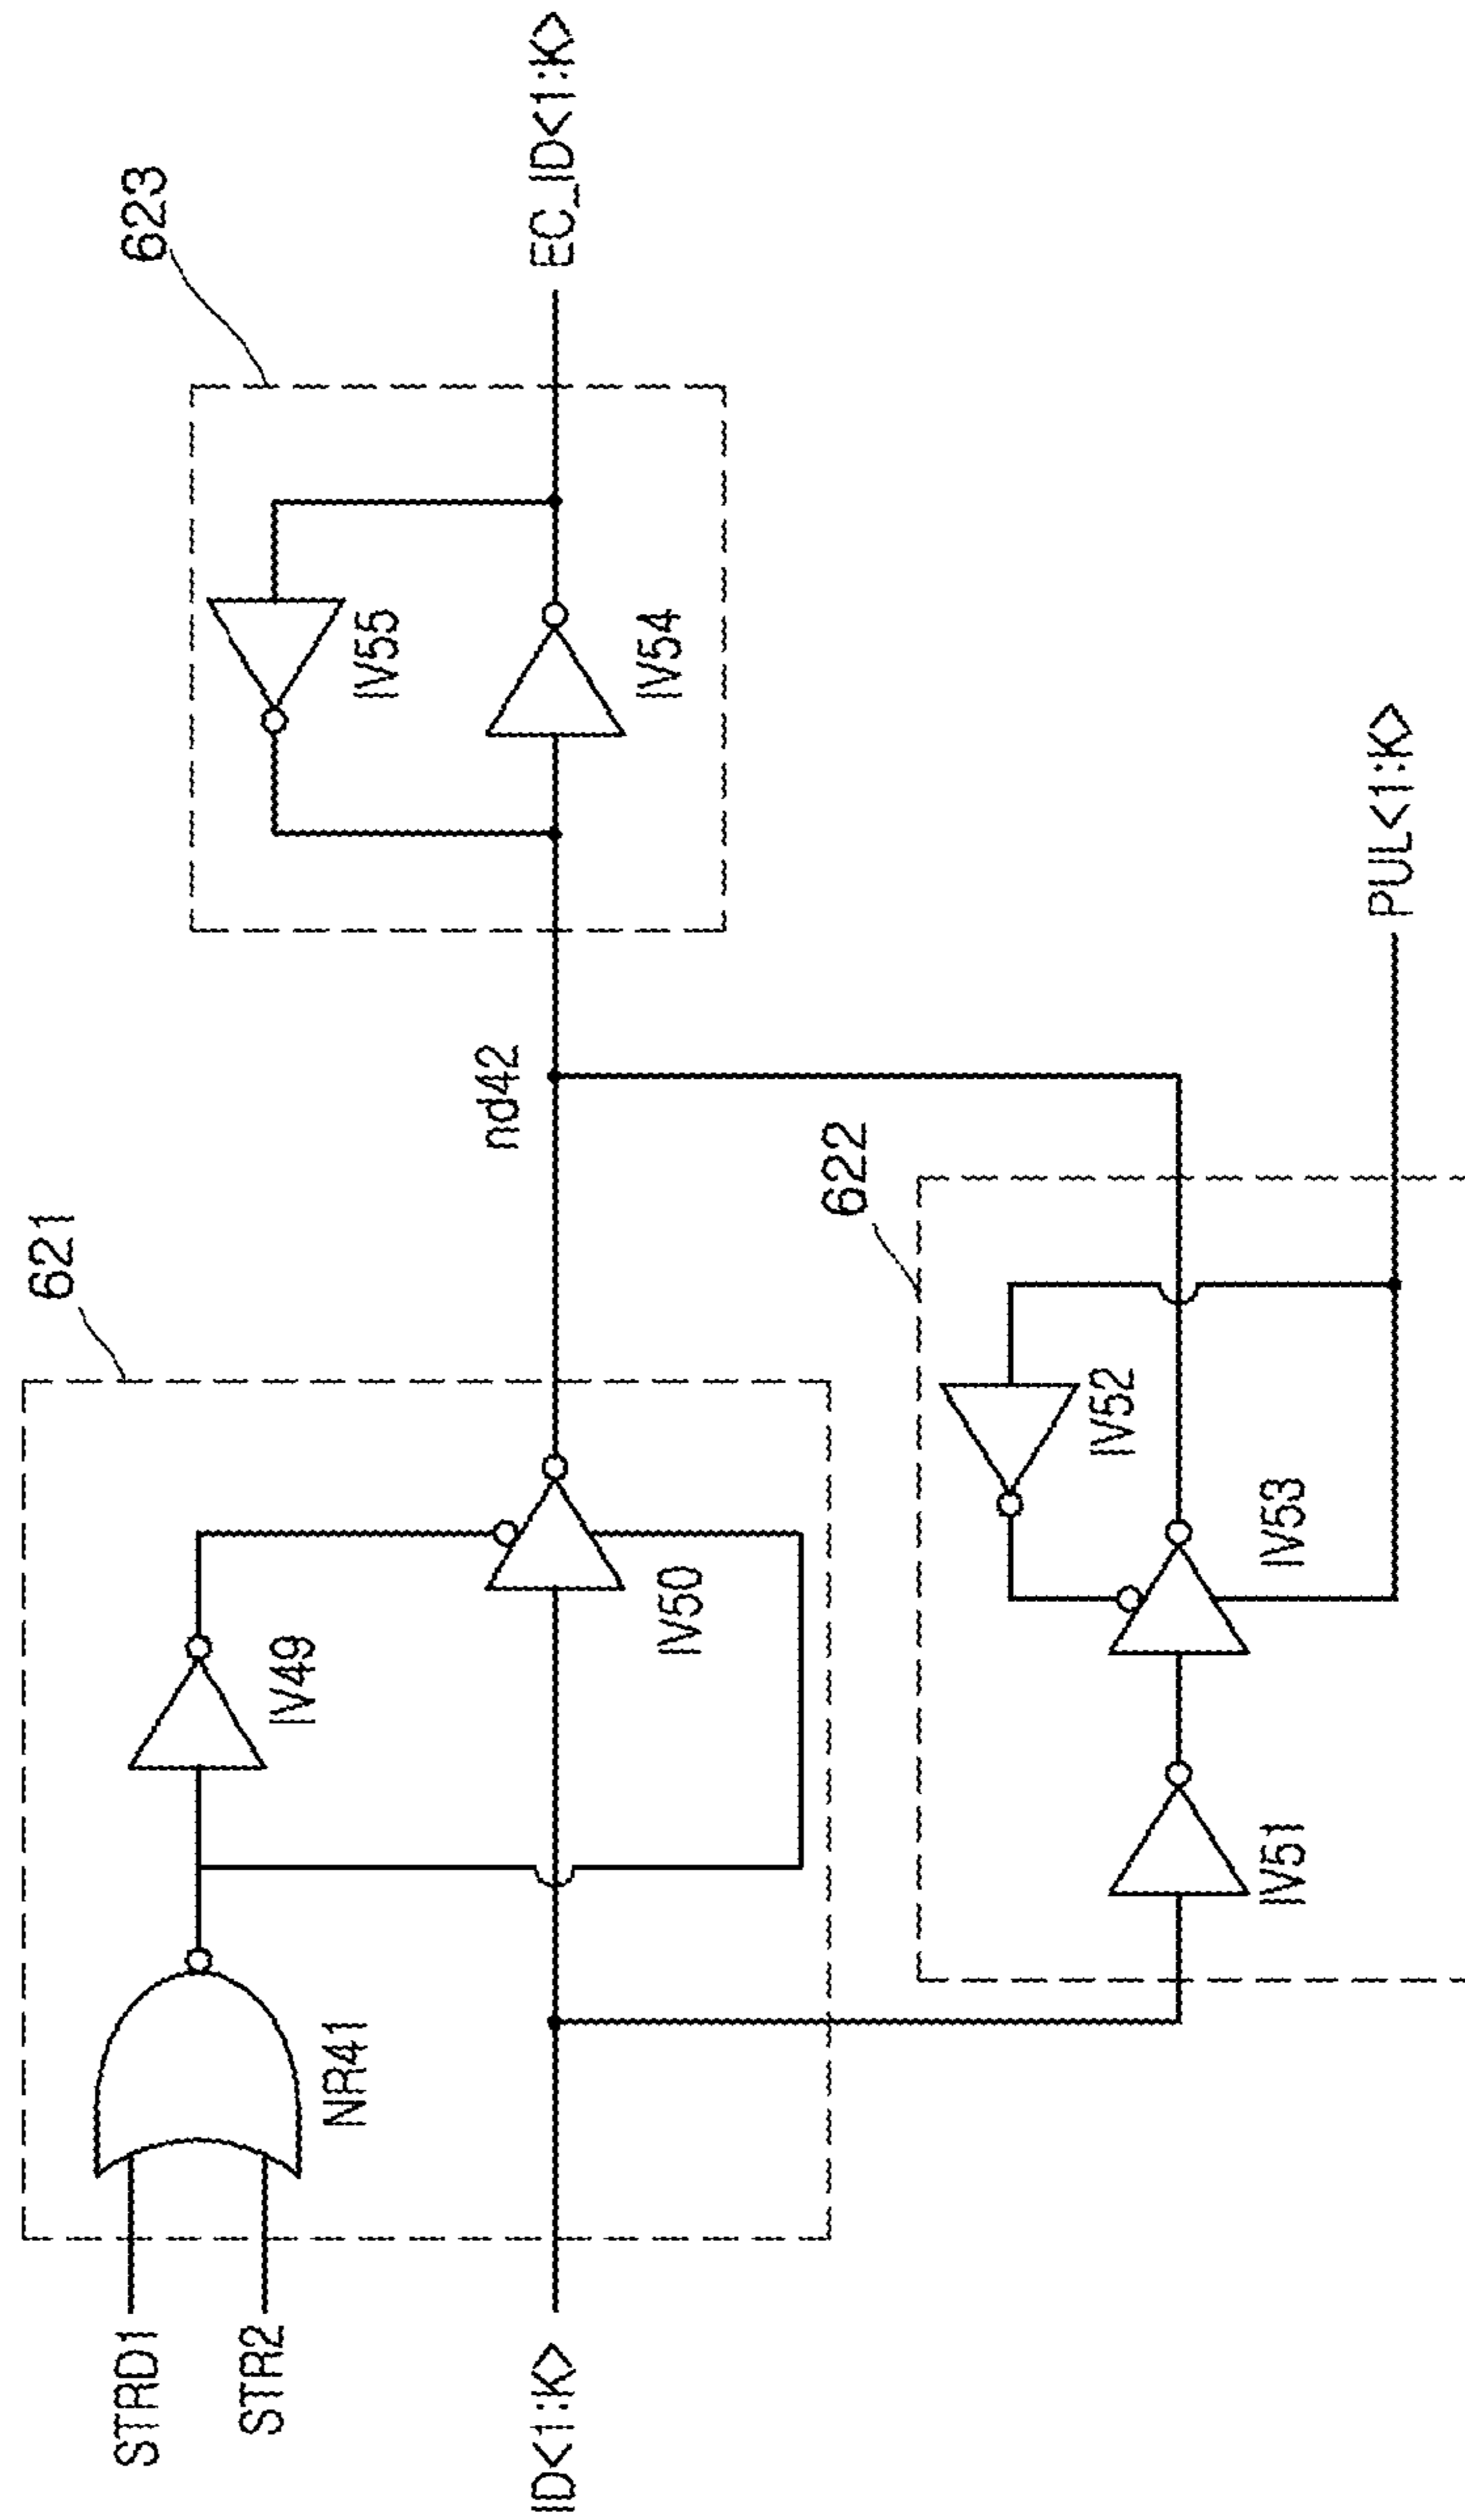 621
623
STRD1
STR2
NR41
IV49
nd42
IV55
ID<1:K>
EC_ID<1:K>
IV50
IV54
622
IV52
IV51
IV53
PUL<1:K>